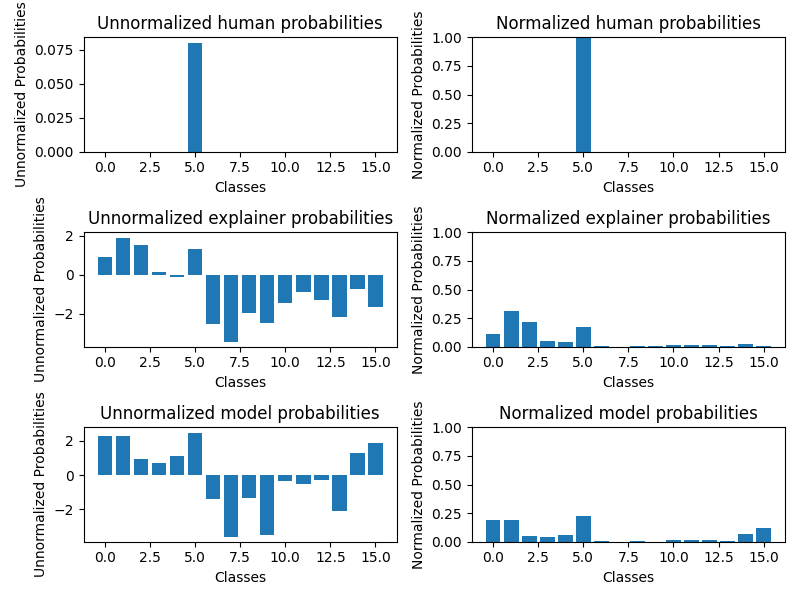 Unnormalized human probabilities
Unnormalized Probabilities
0.075
0.050
0.025
0.000
0.0 2.5 5.0 7.5 10.0 12.5 15.0
Classes
Normalized human probabilities
Normalized Probabilities
1.00
0.75
0.50
0.25
0.00
0.0 2.5 5.0 7.5 10.0 12.5 15.0
Classes
Unnormalized explainer probabilities
Unnormalized Probabilities
2
0
−2
0.0 2.5 5.0 7.5 10.0 12.5 15.0
Classes
Normalized explainer probabilities
Normalized Probabilities
1.00
0.75
0.50
0.25
0.00
0.0 2.5 5.0 7.5 10.0 12.5 15.0
Classes
Unnormalized model probabilities
Unnormalized Probabilities
2
0
−2
0.0 2.5 5.0 7.5 10.0 12.5 15.0
Classes
Normalized model probabilities
Normalized Probabilities
1.00
0.75
0.50
0.25
0.00
0.0 2.5 5.0 7.5 10.0 12.5 15.0
Classes